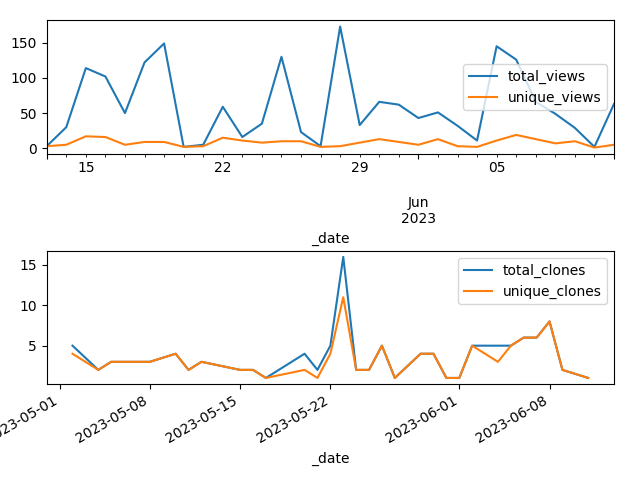 150
100
50
0
total_views
unique_views
15
22
29
05
Jun
2023
_date
15
10
5
total_clones
unique_clones
023-05-01
2023-05-08
2023-05-15
2023-05-22
2023-06-01
2023-06-08
_date